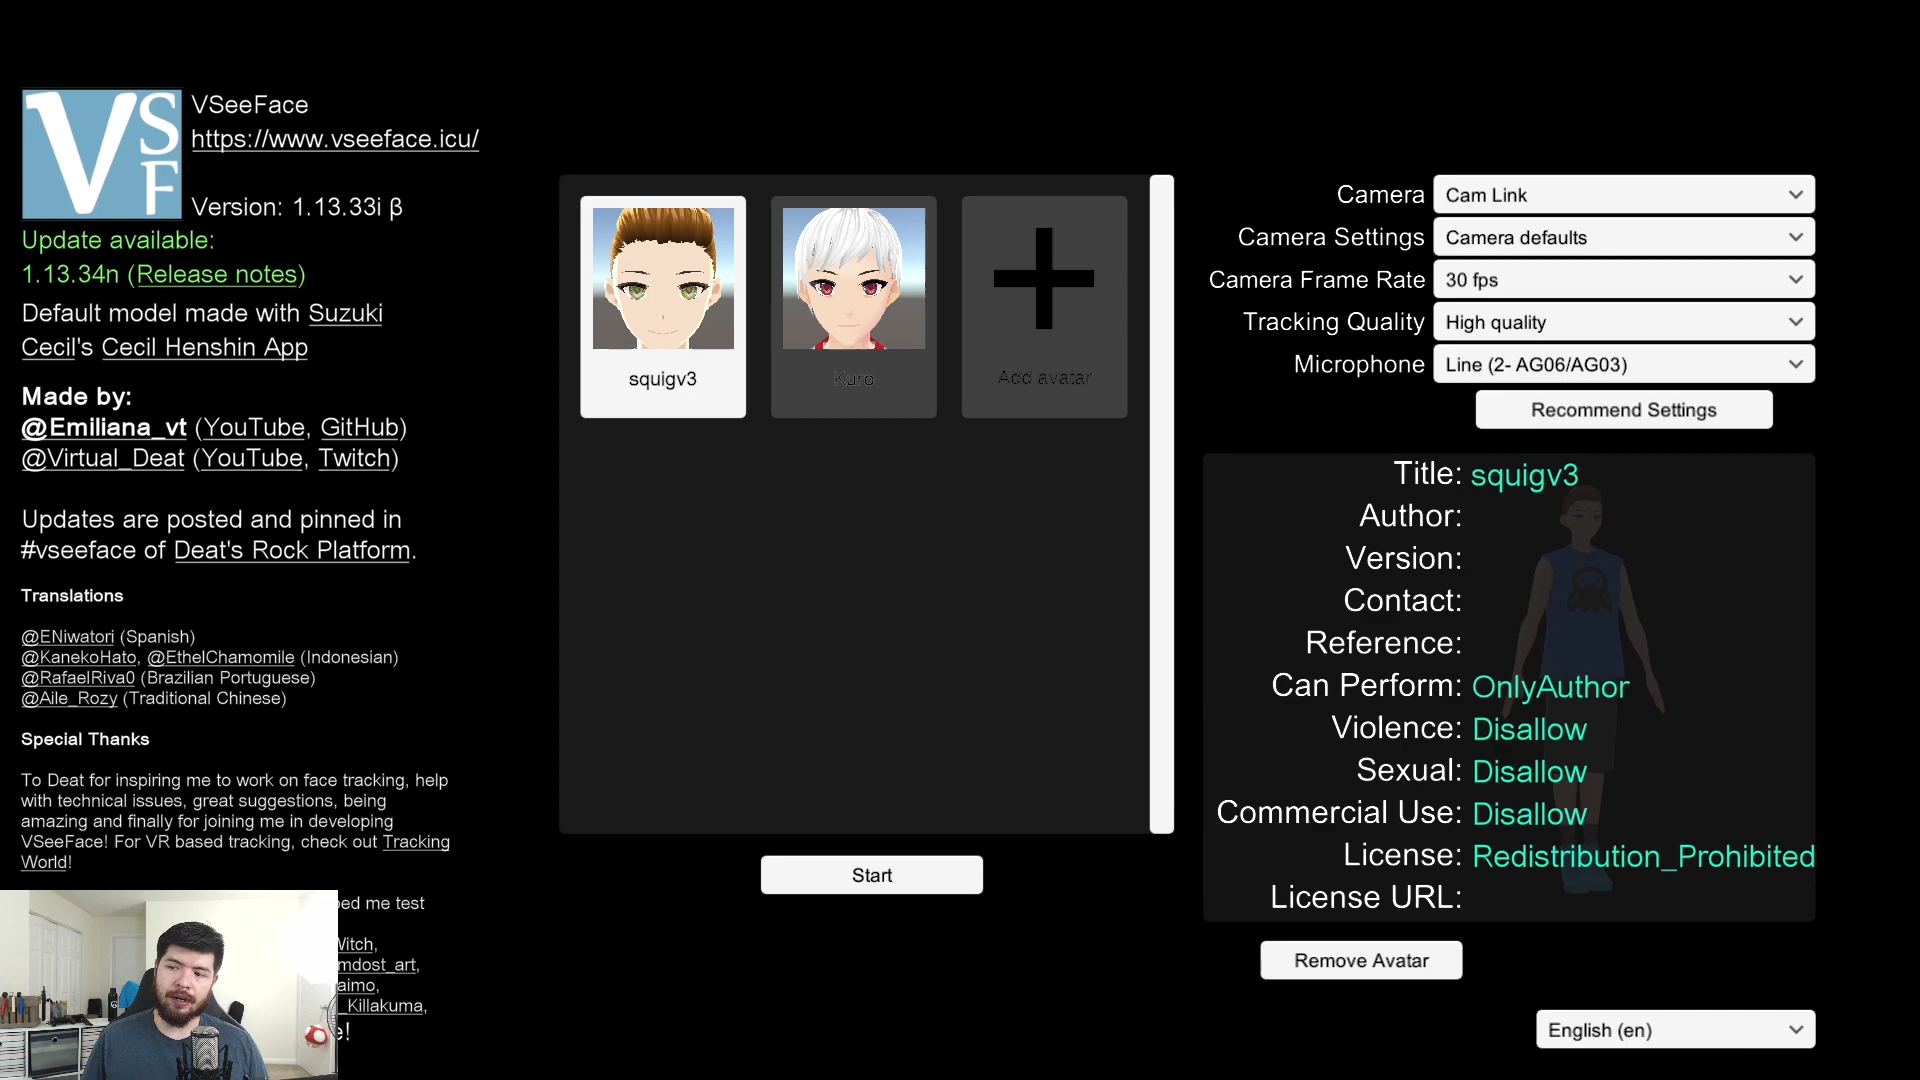 VSF
VSeeFace
https://www.vseeface.icu/
Version: 1.13.33i β
Update available:
1.13.34n (Release notes)
Default model made with Suzuki
Cecil's Cecil Henshin App
Made by:
@Emiliana_vt (YouTube, GitHub)
@Virtual_Deat (YouTube, Twitch)
Updates are posted and pinned in
#vseeface of Deat's Rock Platform.
Translations
@ENiwatori (Spanish)
@KanekoHato, @EthelChamomile (Indonesian)
@RafaelRiva0 (Brazilian Portuguese)
@Aile_Rozy (Traditional Chinese)
Special Thanks
To Deat for inspiring me to work on face tracking, help
with technical issues, great suggestions, being
amazing and finally for joining me in developing
VSeeFace! For VR based tracking, check out Tracking
World!
me test
mdost_art,
aimo,
_Killakuma,
e!
squigv3
Kuro
Add avatar
Start
Camera Cam Link
Camera Settings Camera defaults
Camera Frame Rate 30 fps
Tracking Quality High quality
Microphone Line (2- AG06/AG03)
Recommend Settings
Title: squigv3
Author:
Version:
Contact:
Reference:
Can Perform: OnlyAuthor
Violence: Disallow
Sexual: Disallow
Commercial Use: Disallow
License: Redistribution_Prohibited
License URL:
Remove Avatar
English (en)